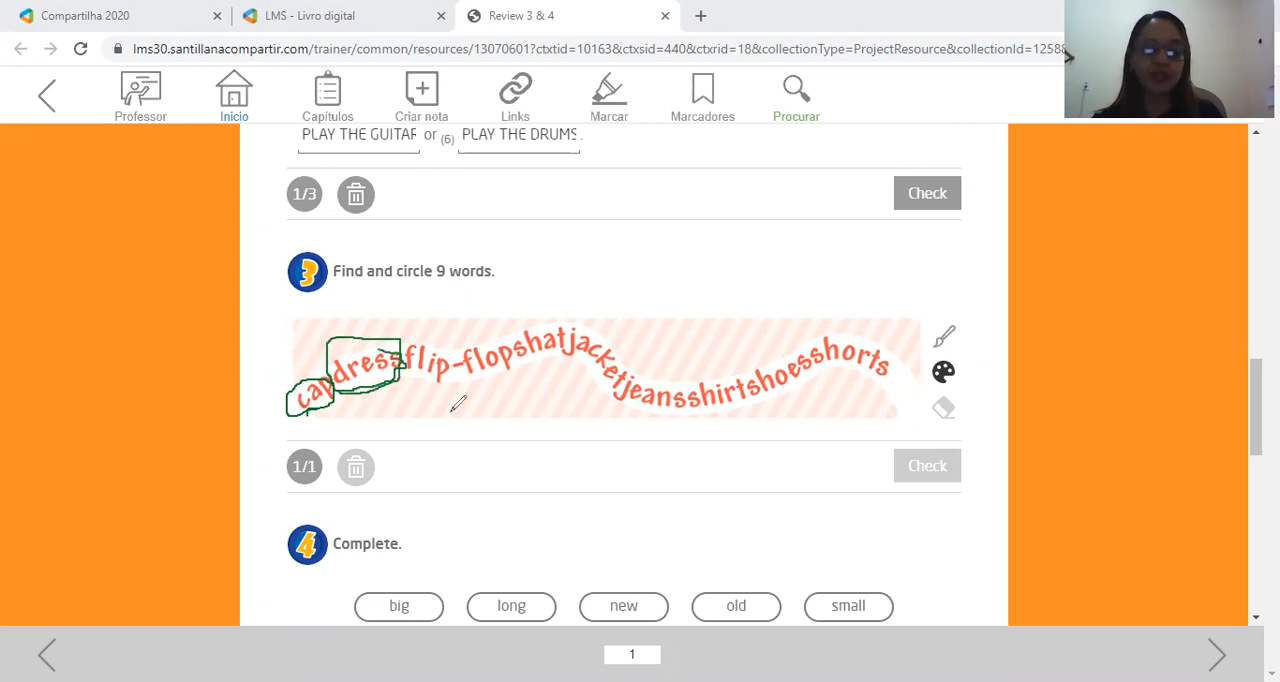 Compartilha 2020
LMS - Livro digital
Review 3 & 4
lms30.santillanacompartir.com/trainer/common/resources/13070601?ctxtid=10163&ctxsid=440&ctxrid=18&collectionType=ProjectResource&collectionId=12588
Professor
Inicio
Capítulos
Criar nota
Links
Marcar
Marcadores
Procurar
PLAY THE GUITAR or (6) PLAY THE DRUMS.
1/3
Check
3 Find and circle 9 words.
capdressflip-flopshatjacketjeansshirtshoesshorts
1/1
Check
4 Complete.
big long new old small
1